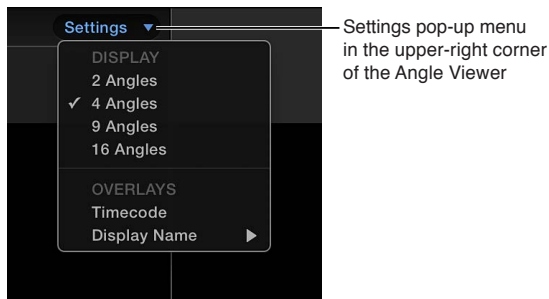 Settings
DISPLAY
2 Angles
✓ 4 Angles
9 Angles
16 Angles
OVERLAYS
Timecode
Display Name
Settings pop-up menu
in the upper-right corner
of the Angle Viewer